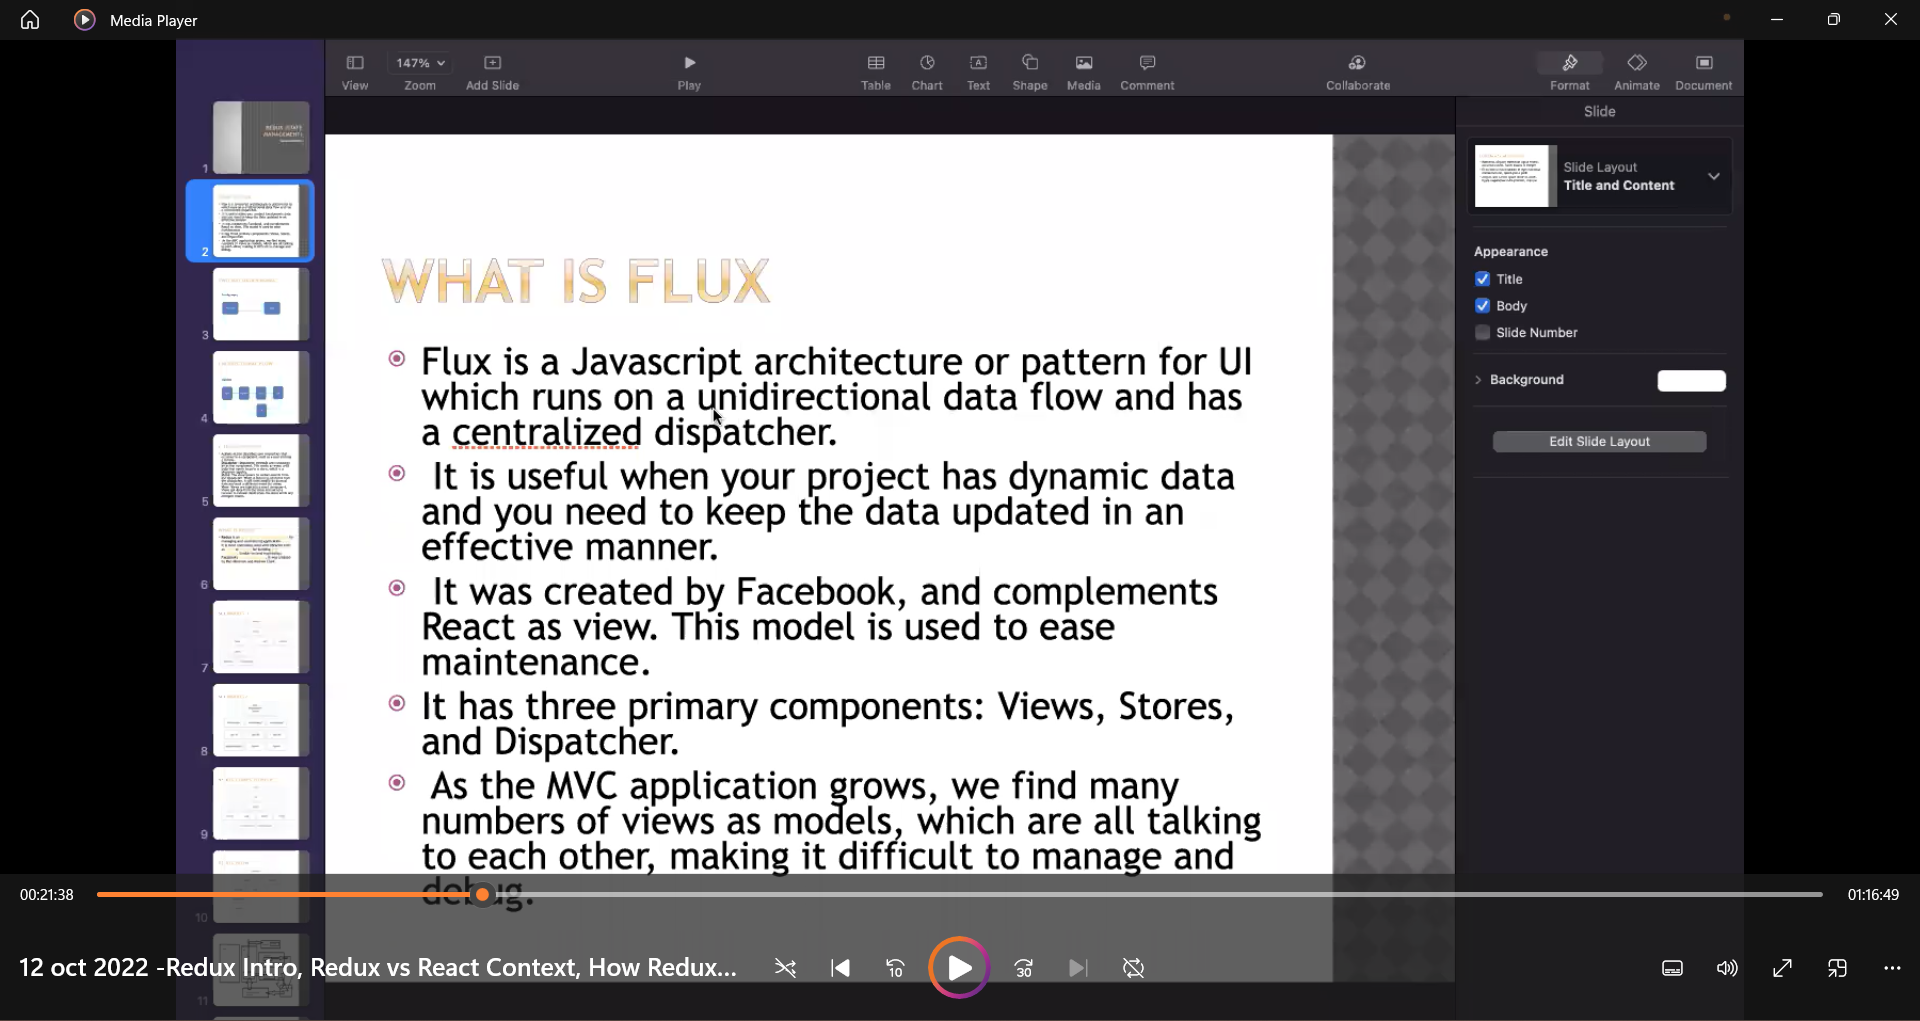 Media Player
View
147%
Zoom
Add Slide
Play
Table
Chart
Text
Shape
Media
Comment
Collaborate
Format
Animate
Document
Slide
Slide Layout
Title and Content
Appearance
Title
Body
Slide Number
Background
Edit Slide Layout
1
2
3
4
5
6
7
8
9
10
11
WHAT IS FLUX
Flux is a Javascript architecture or pattern for UI
which runs on a unidirectional data flow and has
a centralized dispatcher.
It is useful when your project has dynamic data
and you need to keep the data updated in an
effective manner.
It was created by Facebook, and complements
React as view. This model is used to ease
maintenance.
It has three primary components: Views, Stores,
and Dispatcher.
As the MVC application grows, we find many
numbers of views as models, which are all talking
to each other, making it difficult to manage and
debug.
00:21:38
01:16:49
12 oct 2022 -Redux Intro, Redux vs React Context, How Redux...
10
30